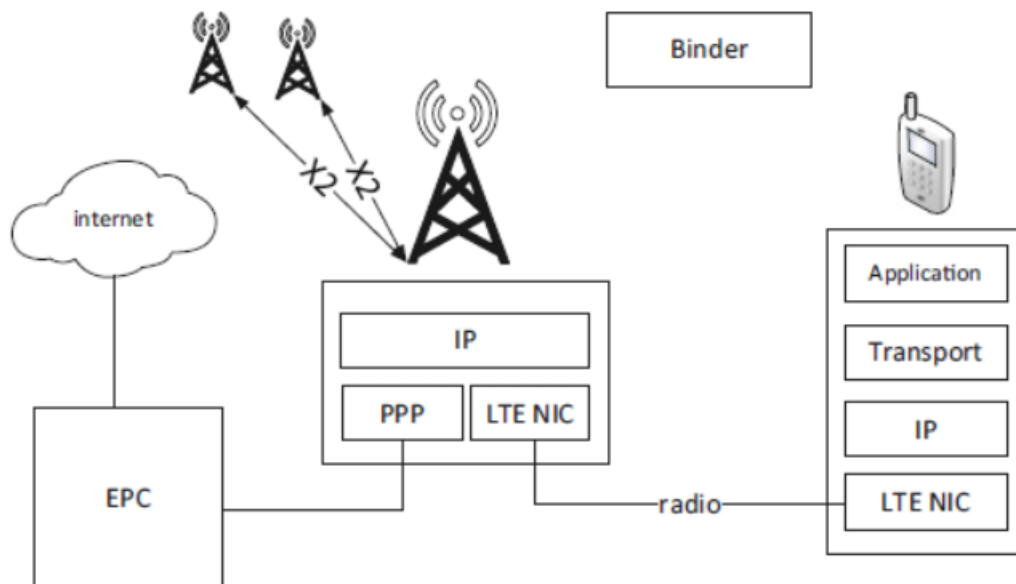 Binder
X2
X2
internet
Application
IP
Transport
PPP
LTE NIC
IP
EPC
radio
LTE NIC